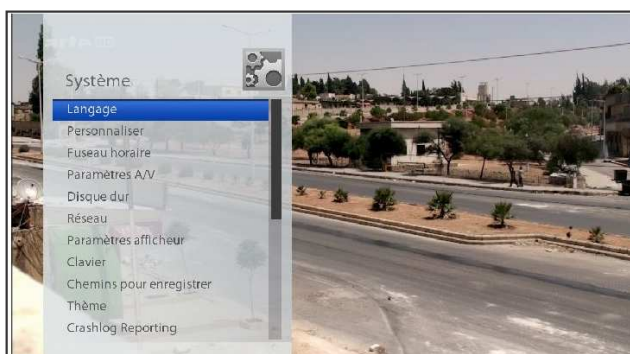 Système
Langage
Personnaliser
Fuseau horaire
Paramètres A/V
Disque dur
Réseau
Paramètres afficheur
Clavier
Chemins pour enregistrer
Thème
Crashlog Reporting